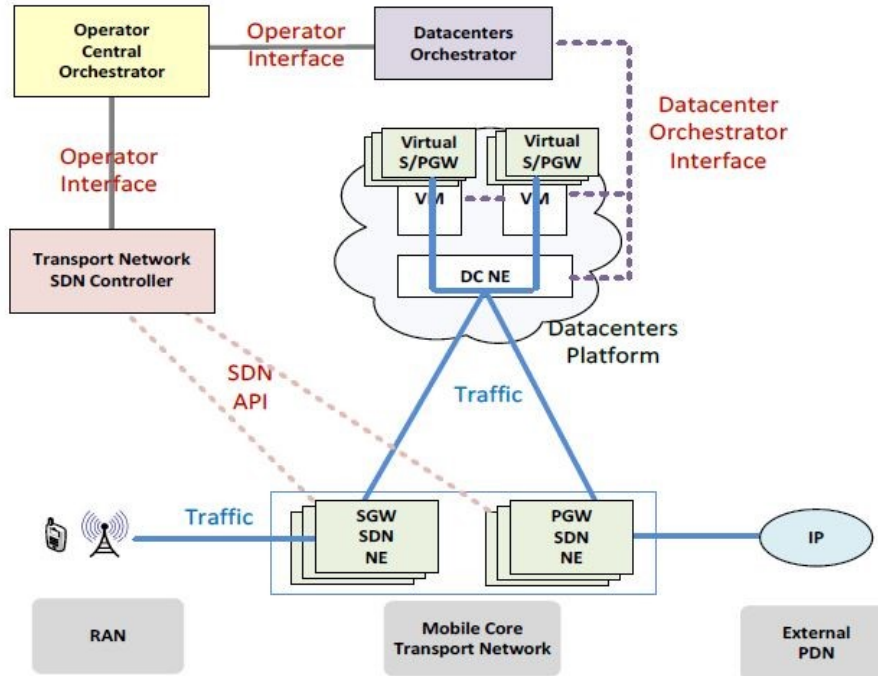 Operator
Central
Orchestrator
Operator
Interface
Datacenters
Orchestrator
Datacenter
Orchestrator
Interface
Operator
Interface
Virtual
S/PGW
Virtual
S/PGW
VM
VM
Transport Network
SDN Controller
DC NE
Datacenters
Platform
SDN
API
Traffic
Traffic
SGW
SDN
NE
PGW
SDN
NE
IP
RAN
Mobile Core
Transport Network
External
PDN